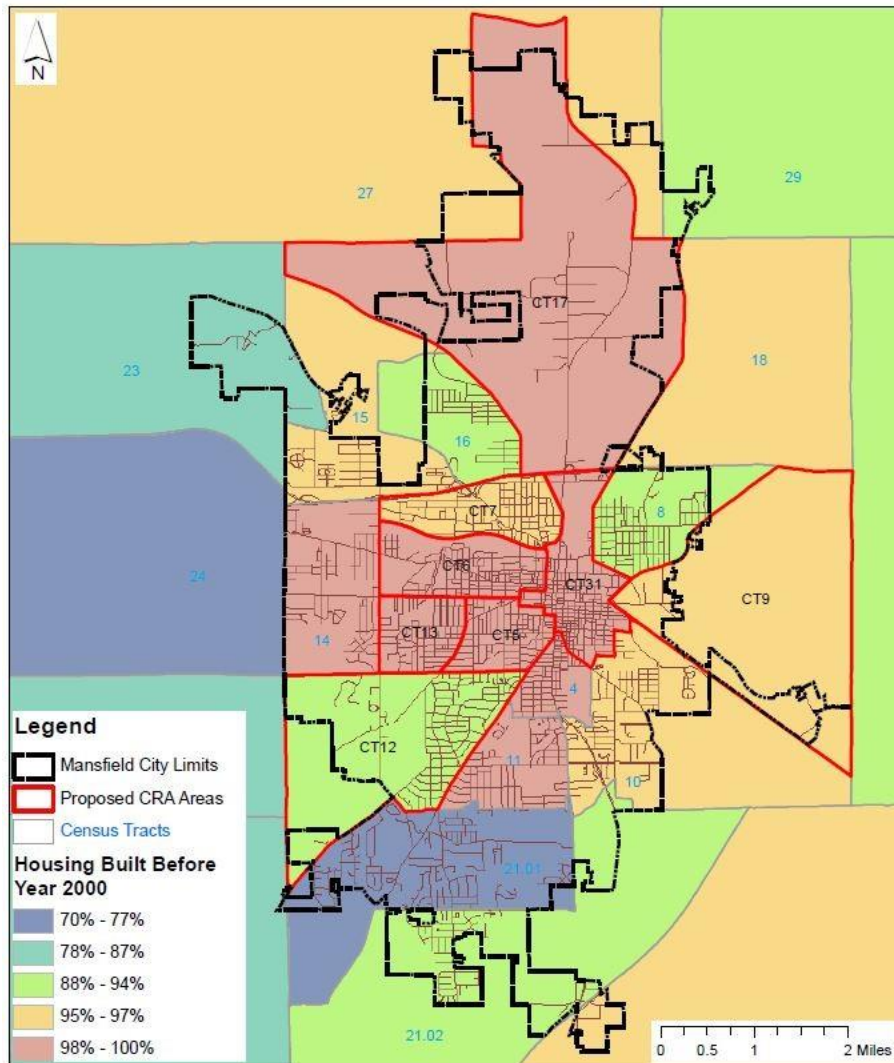 N
27
29
CT17
18
23
15
16
CT7
8
24
CT6
CT31
CT9
14
CT13
CT5
4
CT12
11
10
21.01
21.02
Legend
Mansfield City Limits
Proposed CRA Areas
Census Tracts
Housing Built Before
Year 2000
70% - 77%
78% - 87%
88% - 94%
95% - 97%
98% - 100%
0 0.5 1 2 Miles